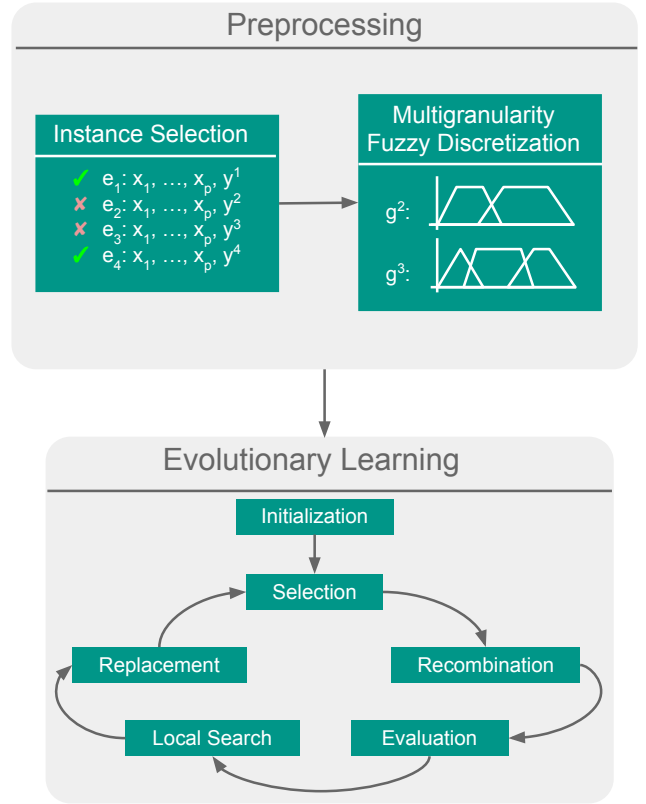 Preprocessing
Instance Selection
✓ e₁: x₁, ..., xₚ, y¹
✘ e₂: x₁, ..., xₚ, y²
✘ e₃: x₁, ..., xₚ, y³
✓ e₄: x₁, ..., xₚ, y⁴
Multigranularity
Fuzzy Discretization
g²:
g³:
Evolutionary Learning
Initialization
Selection
Replacement
Recombination
Local Search
Evaluation